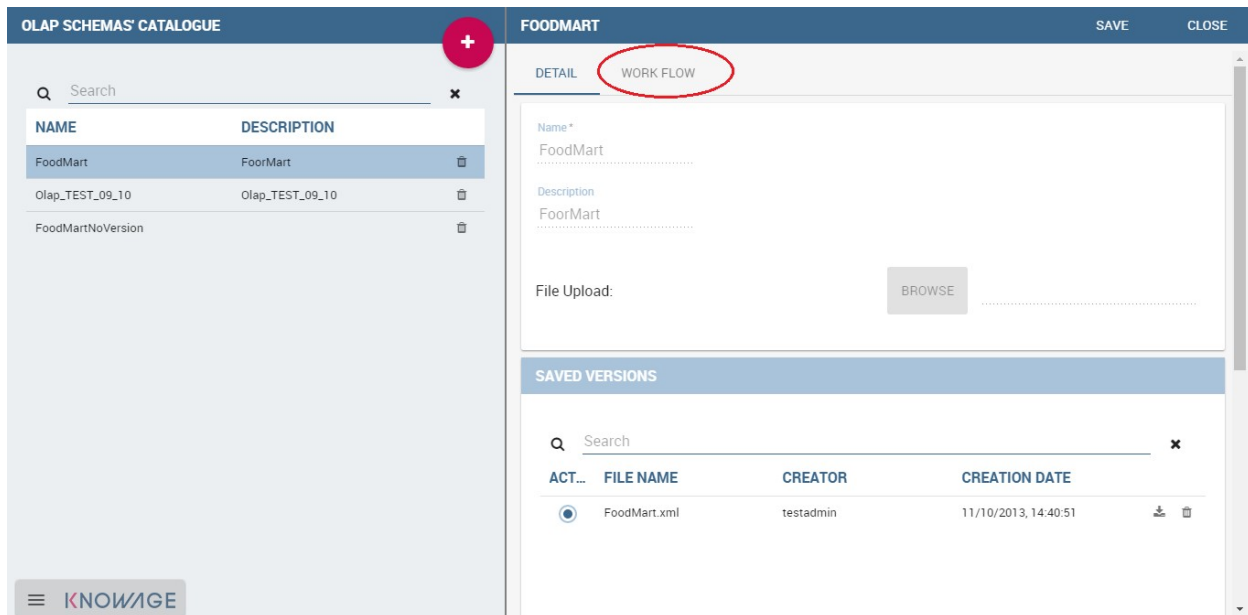 OLAP SCHEMAS' CATALOGUE
+
Search
NAME DESCRIPTION
FoodMart FoorMart
Olap_TEST_09_10 Olap_TEST_09_10
FoodMartNoVersion
KNOWAGE
FOODMART SAVE CLOSE
DETAIL WORK FLOW
Name *
FoodMart
Description
FoorMart
File Upload: BROWSE
SAVED VERSIONS
Search
ACT... FILE NAME CREATOR CREATION DATE
FoodMart.xml testadmin 11/10/2013, 14:40:51